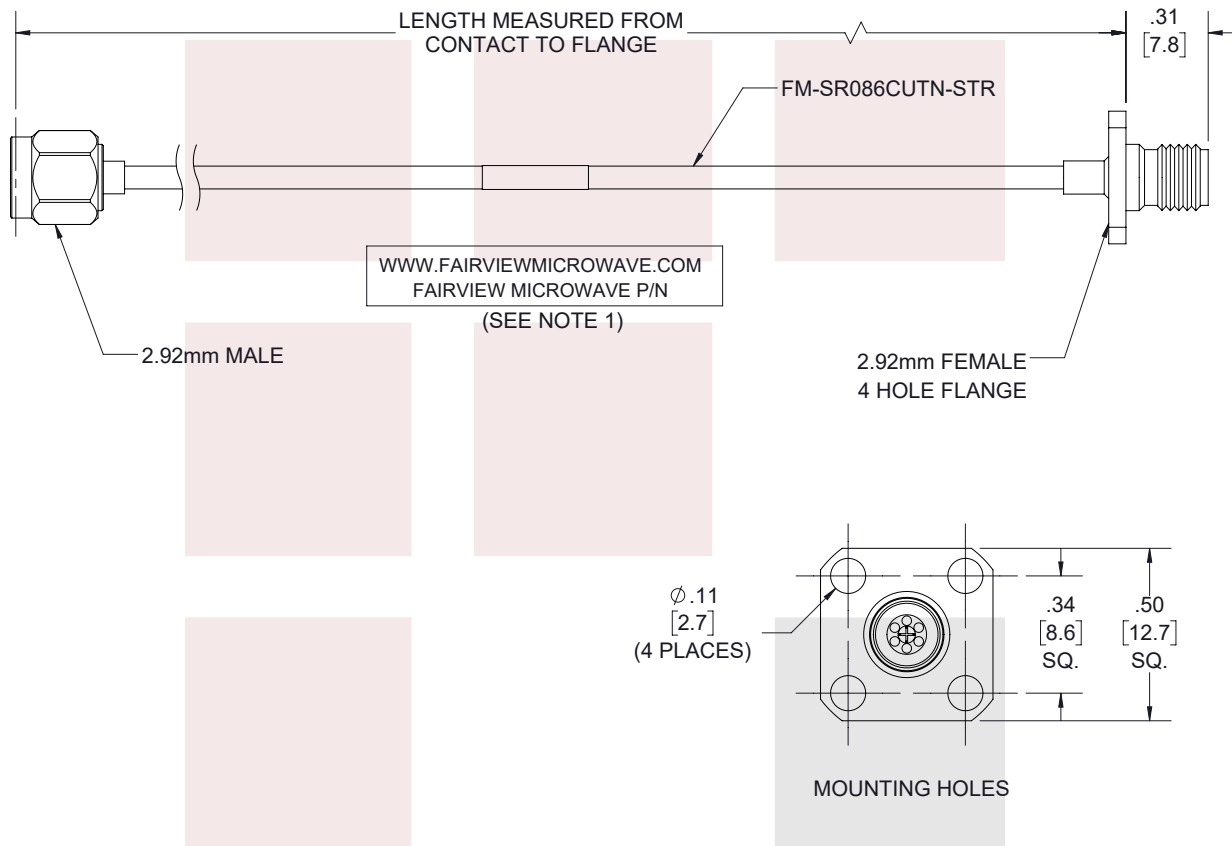 LENGTH MEASURED FROM
CONTACT TO FLANGE
.31
[7.8]
FM-SR086CUTN-STR
WWW.FAIRVIEWMICROWAVE.COM
FAIRVIEW MICROWAVE P/N
(SEE NOTE 1)
2.92mm MALE
2.92mm FEMALE
4 HOLE FLANGE
∅.11
[2.7]
(4 PLACES)
.34
[8.6]
SQ.
.50
[12.7]
SQ.
MOUNTING HOLES